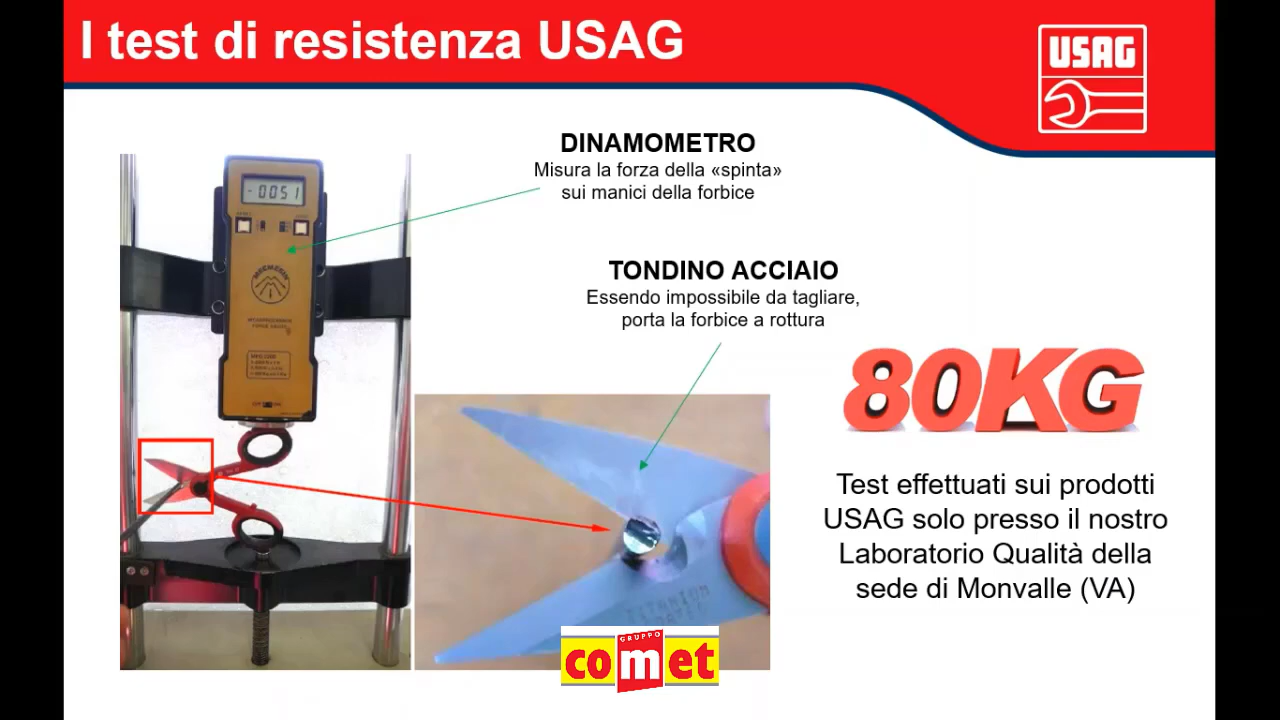 I test di resistenza USAG
USAG
DINAMOMETRO
Misura la forza della «spinta»
sui manici della forbice
-0051
MECMESIN
TONDINO ACCIAIO
Essendo impossibile da tagliare,
porta la forbice a rottura
80KG
Test effettuati sui prodotti
USAG solo presso il nostro
Laboratorio Qualità della
sede di Monvalle (VA)
TITANIUM
GRUPPO
comet